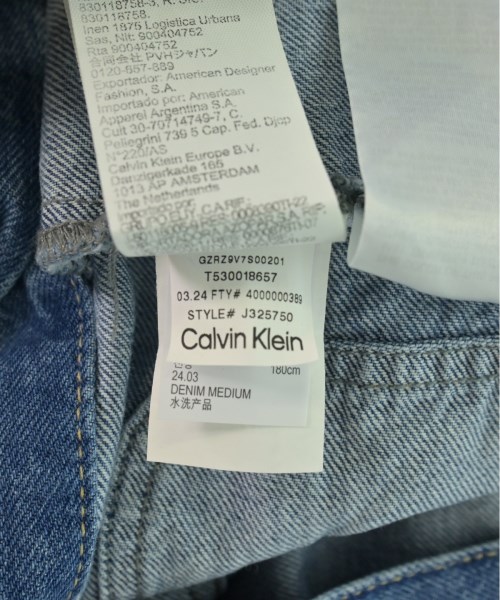 830118758-3, R. SIC.
830118758.
Inen 1875 Logistica Urbana
Sas, Nit: 900404752
Rta 900404752
合同会社 PVHジャパン
0120-657-889
Exportador: American Designer
Fashion, S.A.
Importado por: American
Apparel Argentina S.A.
Cuit 30-70714749-7, C.
Pellegrini 739 5 Cap. Fed. Djcp
N°220/AS
Calvin Klein Europe B.V.
Danzigerkade 165
1013 AP AMSTERDAM
The Netherlands
GZRZ9V7S00201
T530018657
03.24 FTY# 4000000389
STYLE# J325750
Calvin Klein
180cm
24.03
DENIM MEDIUM
水洗产品